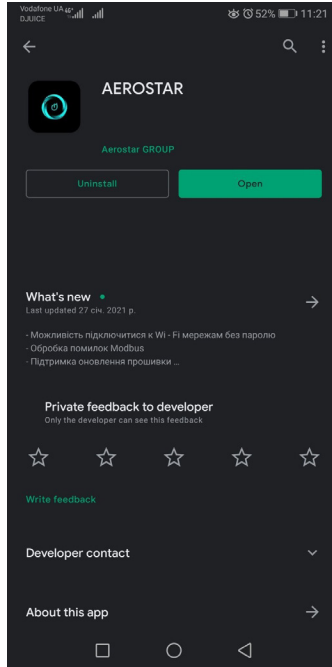 Vodafone UA
DJUICE
52%
11:21
AEROSTAR
Aerostar GROUP
Uninstall
Open
What's new
Last updated 27 січ. 2021 р.
- Можливість підключитися к Wi - Fi мережам без паролю
- Обробка помилок Modbus
- Підтримка оновлення прошивки ...
Private feedback to developer
Only the developer can see this feedback
Write feedback
Developer contact
About this app